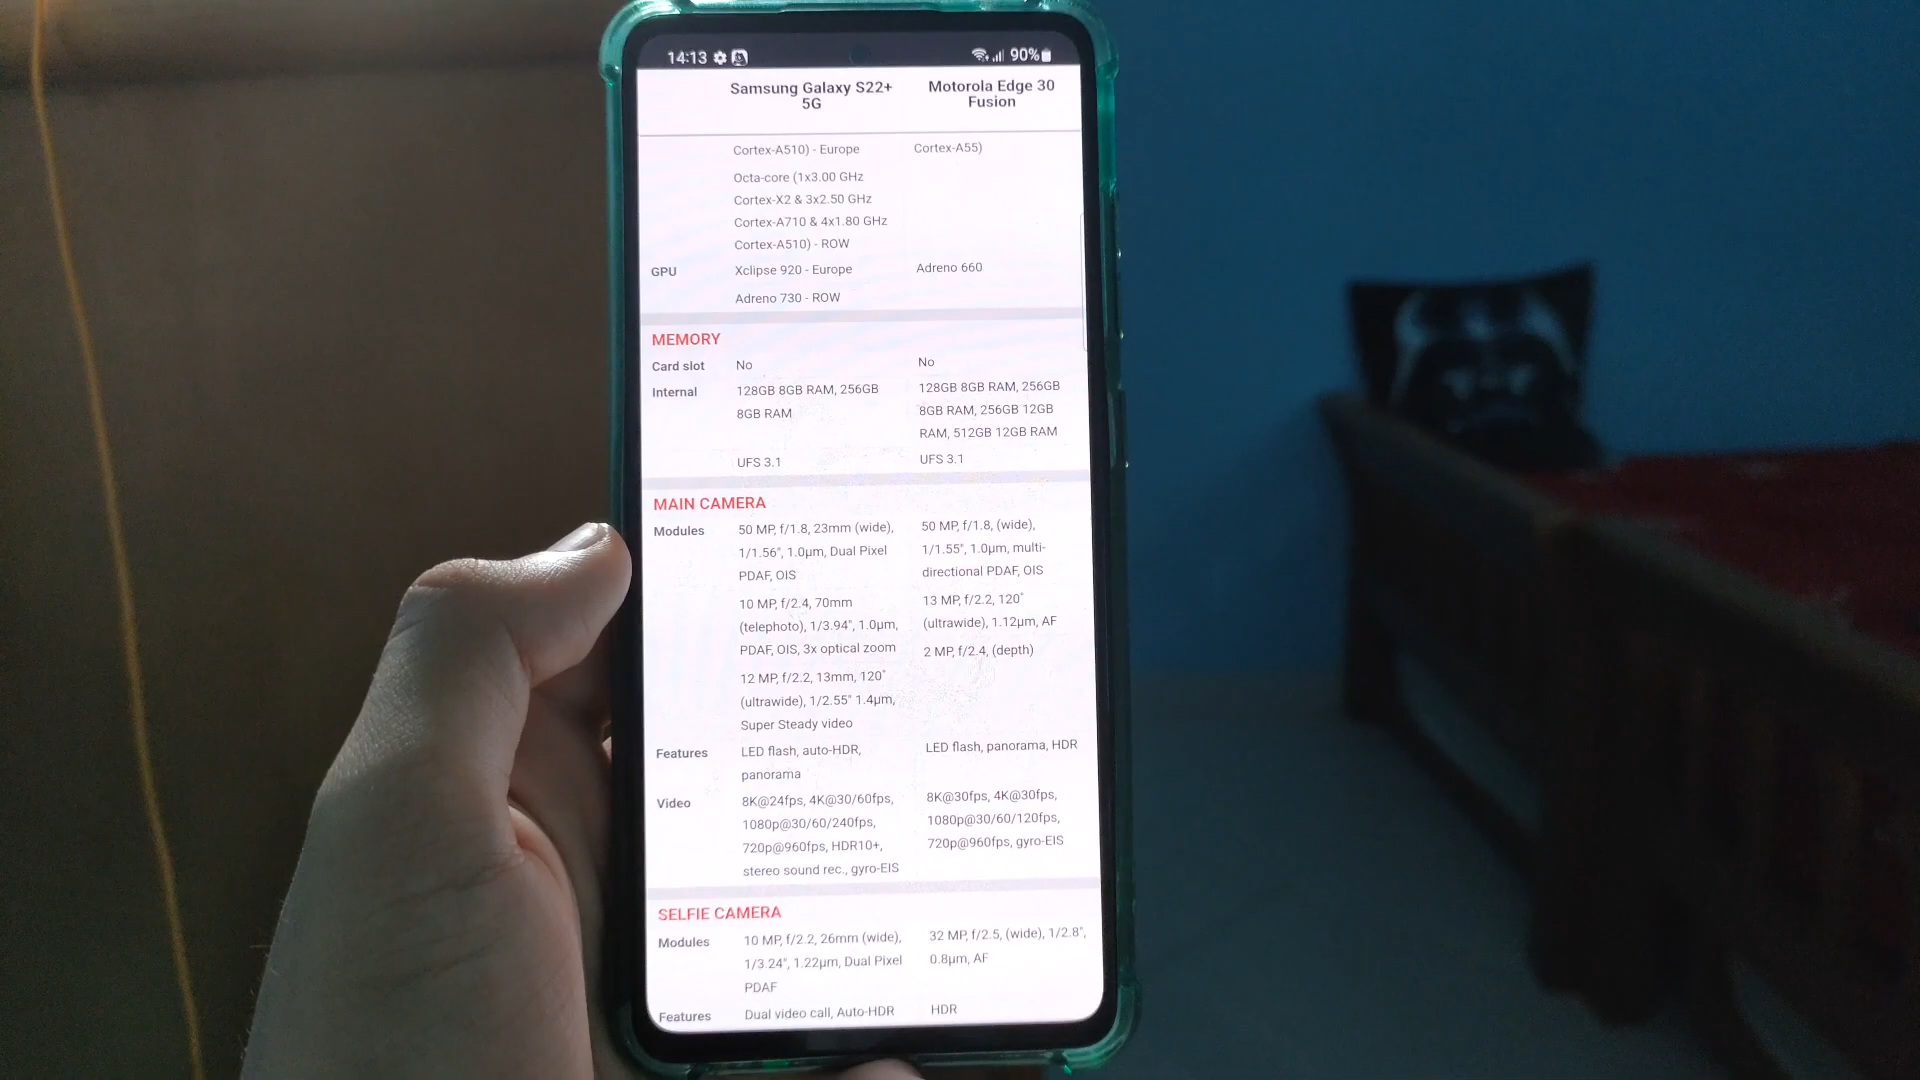 14:13 90%
Samsung Galaxy S22+
5G
Motorola Edge 30
Fusion
Cortex-A510) - Europe
Octa-core (1x3.00 GHz
Cortex-X2 & 3x2.50 GHz
Cortex-A710 & 4x1.80 GHz
Cortex-A510) - ROW
Cortex-A55)
GPU
Xclipse 920 - Europe
Adreno 730 - ROW
Adreno 660
MEMORY
Card slot
No
No
Internal
128GB 8GB RAM, 256GB
8GB RAM
UFS 3.1
128GB 8GB RAM, 256GB
8GB RAM, 256GB 12GB
RAM, 512GB 12GB RAM
UFS 3.1
MAIN CAMERA
Modules
50 MP, f/1.8, 23mm (wide),
1/1.56", 1.0µm, Dual Pixel
PDAF, OIS
10 MP, f/2.4, 70mm
(telephoto), 1/3.94", 1.0µm,
PDAF, OIS, 3x optical zoom
12 MP, f/2.2, 13mm, 120˚
(ultrawide), 1/2.55" 1.4µm,
Super Steady video
50 MP, f/1.8, (wide),
1/1.55", 1.0µm, multi-
directional PDAF, OIS
13 MP, f/2.2, 120˚
(ultrawide), 1.12µm, AF
2 MP, f/2.4, (depth)
Features
LED flash, auto-HDR,
panorama
LED flash, panorama, HDR
Video
8K@24fps, 4K@30/60fps,
1080p@30/60/240fps,
720p@960fps, HDR10+,
stereo sound rec., gyro-EIS
8K@30fps, 4K@30fps,
1080p@30/60/120fps,
720p@960fps, gyro-EIS
SELFIE CAMERA
Modules
10 MP, f/2.2, 26mm (wide),
1/3.24", 1.22µm, Dual Pixel
PDAF
32 MP, f/2.5, (wide), 1/2.8",
0.8µm, AF
Features
Dual video call, Auto-HDR
HDR